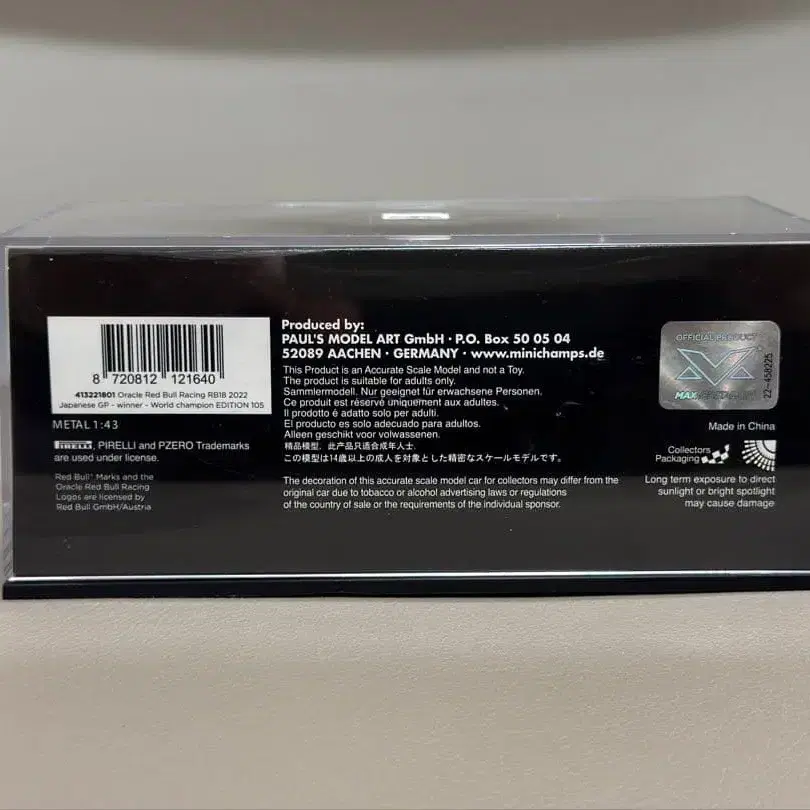 8 720812 121640
413221801 Oracle Red Bull Racing RB18 2022
Japanese GP - winner - World champion EDITION 105
METAL 1:43
PIRELLI, PIRELLI and PZERO Trademarks
are used under license.
Red Bull™ Marks and the
Oracle Red Bull Racing
Logos are licensed by
Red Bull GmbH/Austria
Produced by:
PAUL'S MODEL ART GmbH · P.O. Box 50 05 04
52089 AACHEN · GERMANY · www.minichamps.de
This Product is an Accurate Scale Model and not a Toy.
The product is suitable for adults only.
Sammlermodell. Nur geeignet für erwachsene Personen.
Ce produit est réservé uniquement aux adultes.
Il prodotto é adatto solo per adulti.
El producto es solo adecuado para adultos.
Alleen geschikt voor volwassenen.
精品模型，此产品只适合成年人士.
この模型は14歳以上の成人を対象とした精密なスケールモデルです。
The decoration of this accurate scale model car for collectors may differ from the
original car due to tobacco or alcohol advertising laws or regulations
of the country of sale or the requirements of the individual sponsor.
OFFICIAL PRODUCT
22-458225
Made in China
Collectors
Packaging
Long term exposure to direct
sunlight or bright spotlight
may cause damage